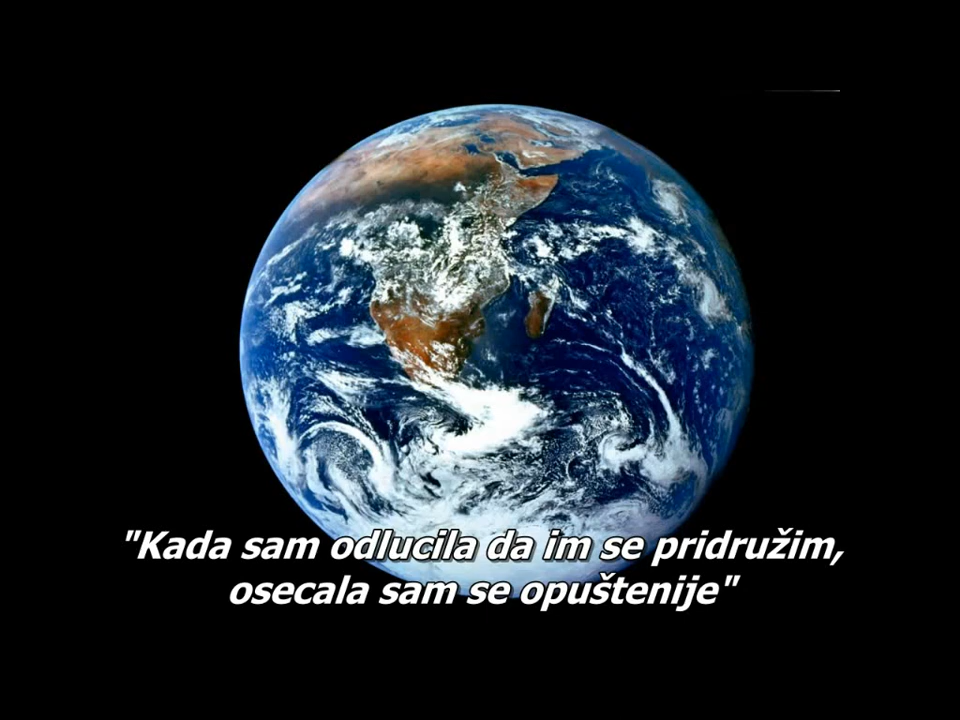 "Kada sam odlucila da im se pridružim,
osecala sam se opuštenije"